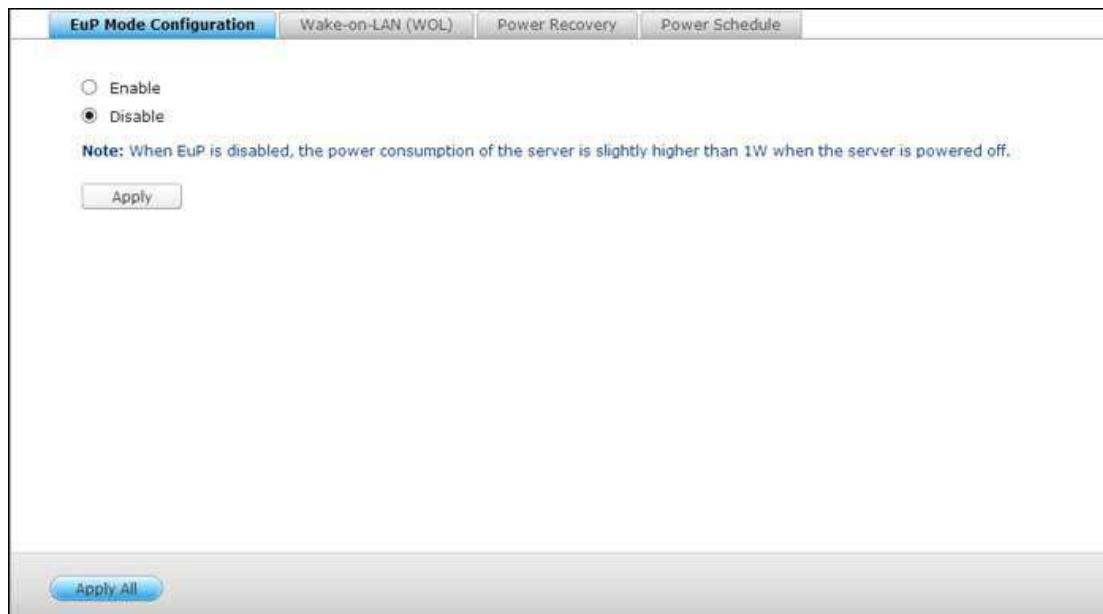 EuP Mode Configuration Wake-on-LAN (WOL) Power Recovery Power Schedule
Enable
Disable
Note: When EuP is disabled, the power consumption of the server is slightly higher than 1W when the server is powered off.
Apply
Apply All